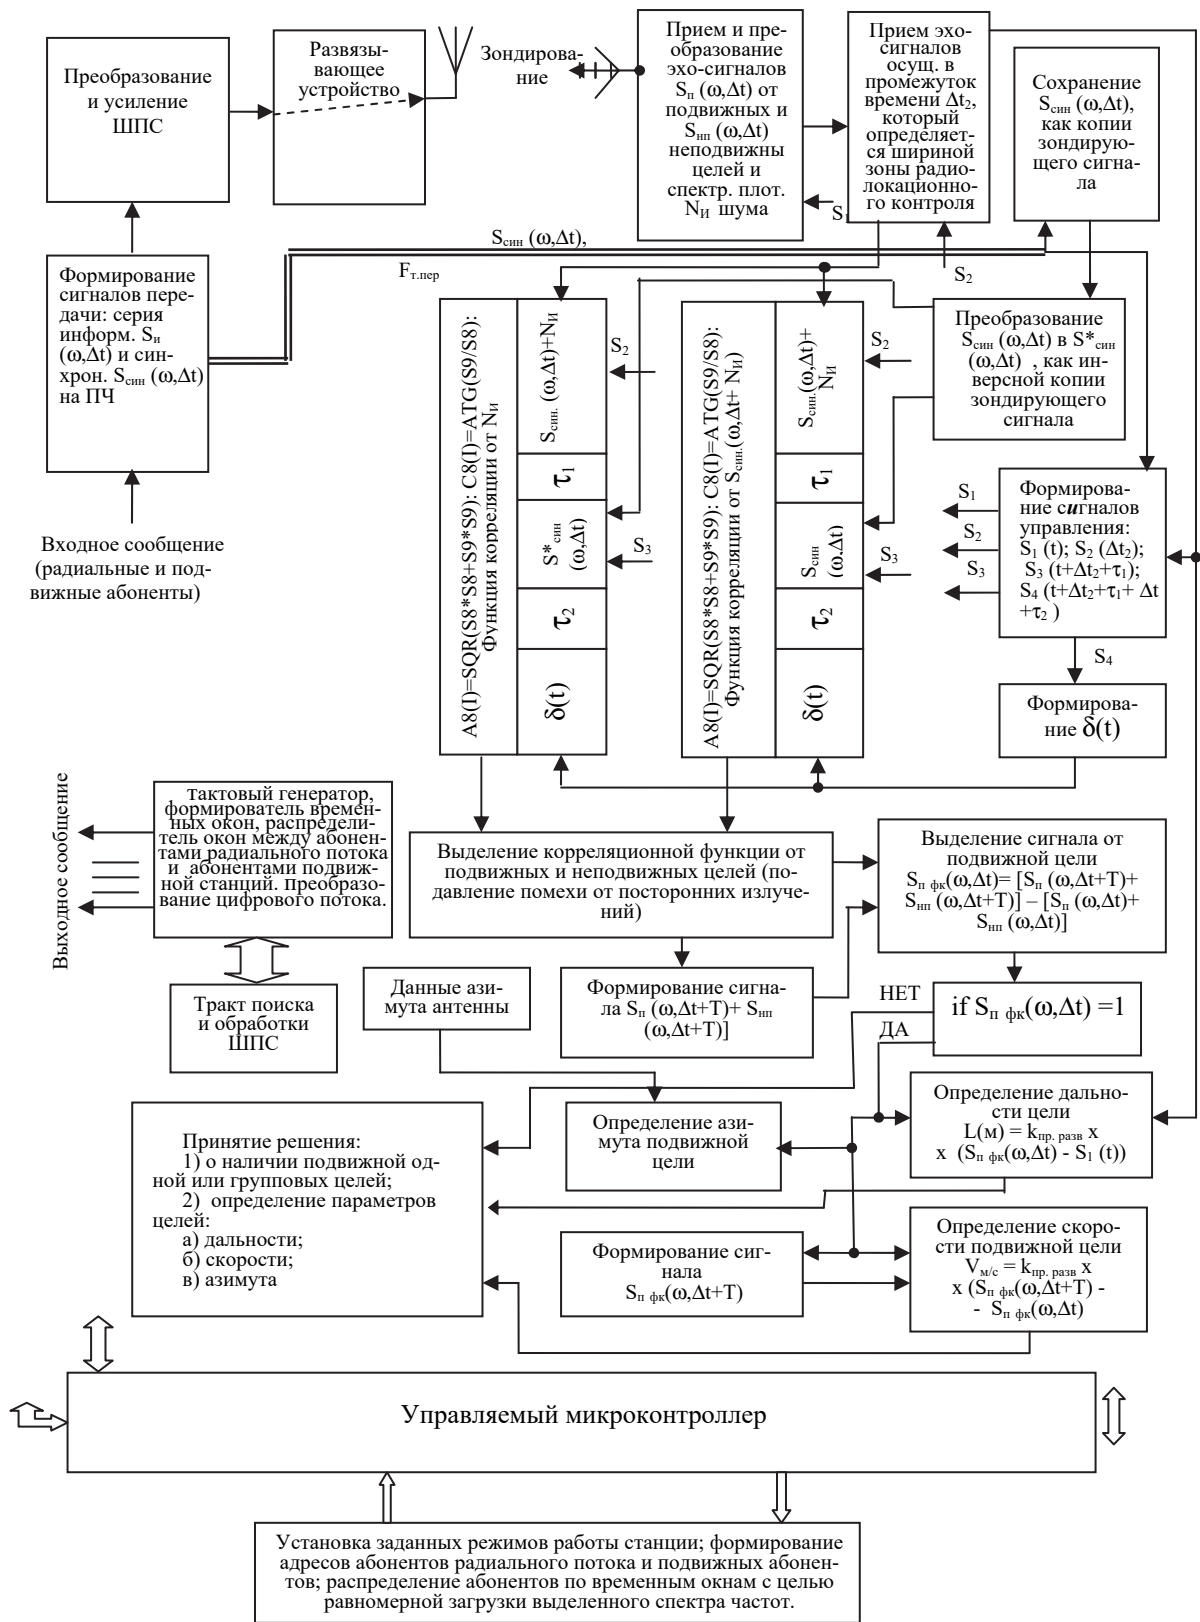 Преобразование
и усиление
ШПС
Развязы-
вающее
устройство
Зондирова-
ние
Прием и пре-
образование
эхо-сигналов
Sп (ω,Δt) от
подвижных и
Sнп (ω,Δt)
неподвижны
целей и
спектр. плот.
NИ шума
Прием эхо-
сигналов
осущ. в
промежуток
времени Δt2,
который
определяет-
ся шириной
зоны радио-
локационно-
го контроля
Сохранение
Sсин (ω,Δt),
как копии
зондирую-
щего сигна-
ла
S1
Sсин (ω,Δt),
Fт.пер
S2
Формирование
сигналов пере-
дачи: серия
информ. Sи
(ω,Δt) и син-
хрон. Sсин (ω,Δt)
на ПЧ
Входное сообщение
(радиальные и под-
вижные абоненты)
A8(I)=SQR(S8*S8+S9*S9): C8(I)=ATG(S9/S8):
Функция корреляции от NИ
Sсин. (ω,Δt)+NИ
τ1
S*син
(ω,Δt)
τ2
δ(t)
S2
S3
A8(I)=SQR(S8*S8+S9*S9): C8(I)=ATG(S9/S8):
Функция корреляции от Sсин.(ω,Δt+ NИ)
Sсин.(ω,Δt)+
NИ
τ1
Sсин
(ω,Δt)
τ2
δ(t)
S2
S3
Преобразование
Sсин (ω,Δt) в S*син
(ω,Δt) , как ин-
версной копии
зондирующего
сигнала
S1
S2
S3
Формирова-
ние сигналов
управления:
S1 (t); S2 (Δt2);
S3 (t+Δt2+τ1);
S4 (t+Δt2+τ1+ Δt
+τ2 )
S4
Формирова-
ние δ(t)
Выходное сообщение
Тактовый генератор,
формирователь времен-
ных окон, распредели-
тель окон между абонен-
тами радиального потока
и абонентами подвиж-
ной станций. Преобразо-
вание цифрового потока.
Тракт поиска
и обработки
ШПС
Выделение корреляционной функции от
подвижных и неподвижных целей (по-
давление помехи от посторонних излуче-
ний)
Выделение сигнала от
подвижной цели
Sп фк(ω,Δt)= [Sп (ω,Δt+T)+
Sнп (ω,Δt+T)] – [Sп (ω,Δt)+
Sнп (ω,Δt)]
Данные ази-
мута антенны
Формирование сигна-
ла Sп (ω,Δt+T)+ Sнп
(ω,Δt+T)]
НЕТ
ДА
if Sп фк(ω,Δt) =1
Принятие решения:
1) о наличии подвижной од-
ной или групповых целей;
2) определение параметров
целей:
а) дальности;
б) скорости;
в) азимута
Определение ази-
мута подвижной
цели
Определение дально-
сти цели
L(м) = kпр. разв x
x (Sп фк(ω,Δt) - S1 (t))
Формирование сиг-
нала
Sп фк(ω,Δt+T)
Определение скоро-
сти подвижной цели
Vм/с = kпр. разв x
x (Sп фк(ω,Δt+T) -
- Sп фк(ω,Δt)
Управляемый микроконтроллер
Установка заданных режимов работы станции; формирование
адресов абонентов радиального потока и подвижных абонен-
тов; распределение абонентов по временным окнам с целью
равномерной загрузки выделенного спектра частот.